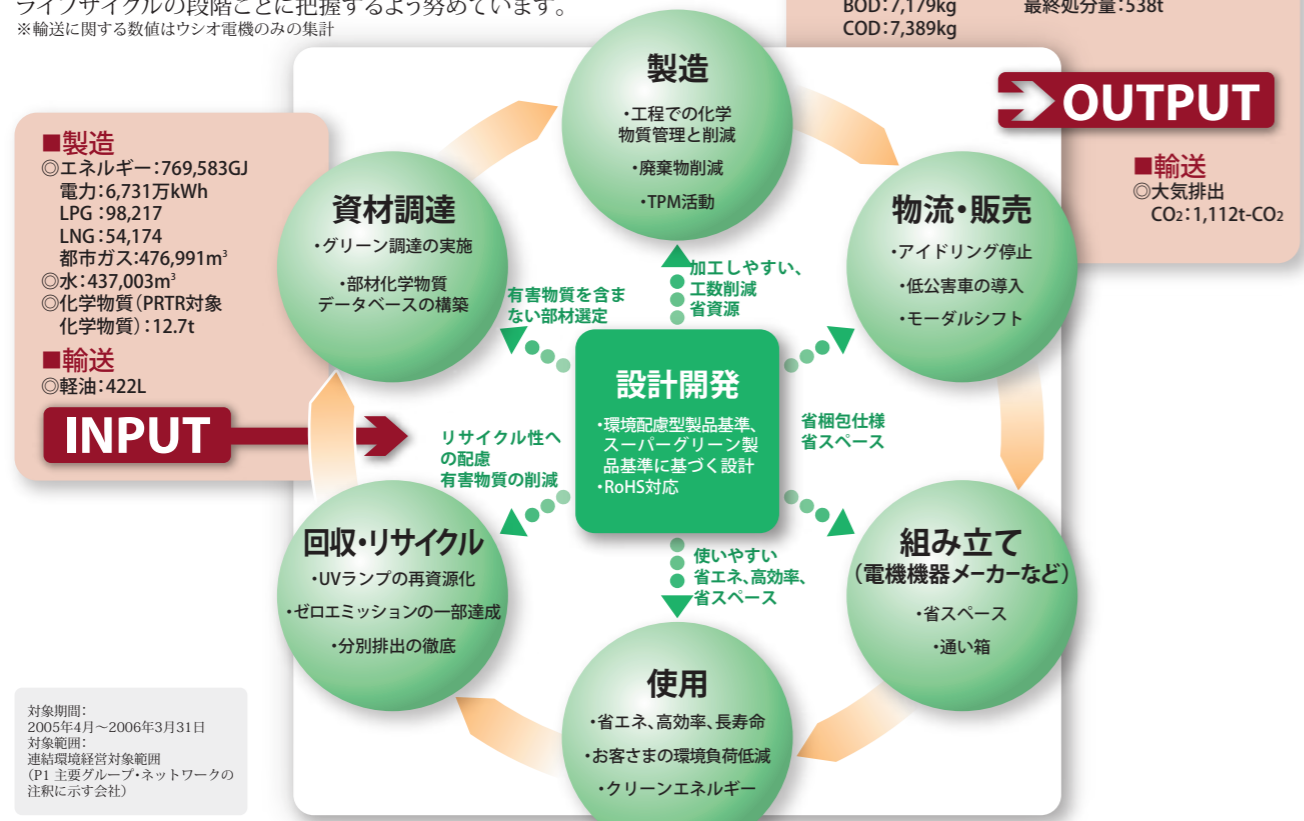 ライフサイクルの段階ごとに把握するよう努めています。
※輸送に関する数値はウシオ電機のみの集計
BOD:7,179kg
最終処分量:538t
COD:7,389kg
OUTPUT
■輸送
◎大気排出
CO₂:1,112t-CO₂
■製造
◎エネルギー:769,583GJ
電力:6,731万kWh
LPG :98,217
LNG:54,174
都市ガス:476,991m³
◎水:437,003m³
◎化学物質(PRTR対象
化学物質):12.7t
■輸送
◎軽油:422L
INPUT
製造
・工程での化学
物質管理と削減
・廃棄物削減
・TPM活動
資材調達
・グリーン調達の実施
・部材化学物質
データベースの構築
物流・販売
・アイドリング停止
・低公害車の導入
・モーダルシフト
有害物質を含ま
ない部材選定
加工しやすい、
工数削減
省資源
設計開発
・環境配慮型製品基準、
スーパーグリーン製
品基準に基づく設計
・RoHS対応
省梱包仕様
省スペース
リサイクル性へ
の配慮
有害物質の削減
使いやすい
省エネ、高効率、
省スペース
回収・リサイクル
・UVランプの再資源化
・ゼロエミッションの一部達成
・分別排出の徹底
組み立て
(電機機器メーカーなど)
・省スペース
・通い箱
使用
・省エネ、高効率、長寿命
・お客さまの環境負荷低減
・クリーンエネルギー
対象期間:
2005年4月~2006年3月31日
対象範囲:
連結環境経営対象範囲
(P1 主要グループ・ネットワークの
注釈に示す会社)